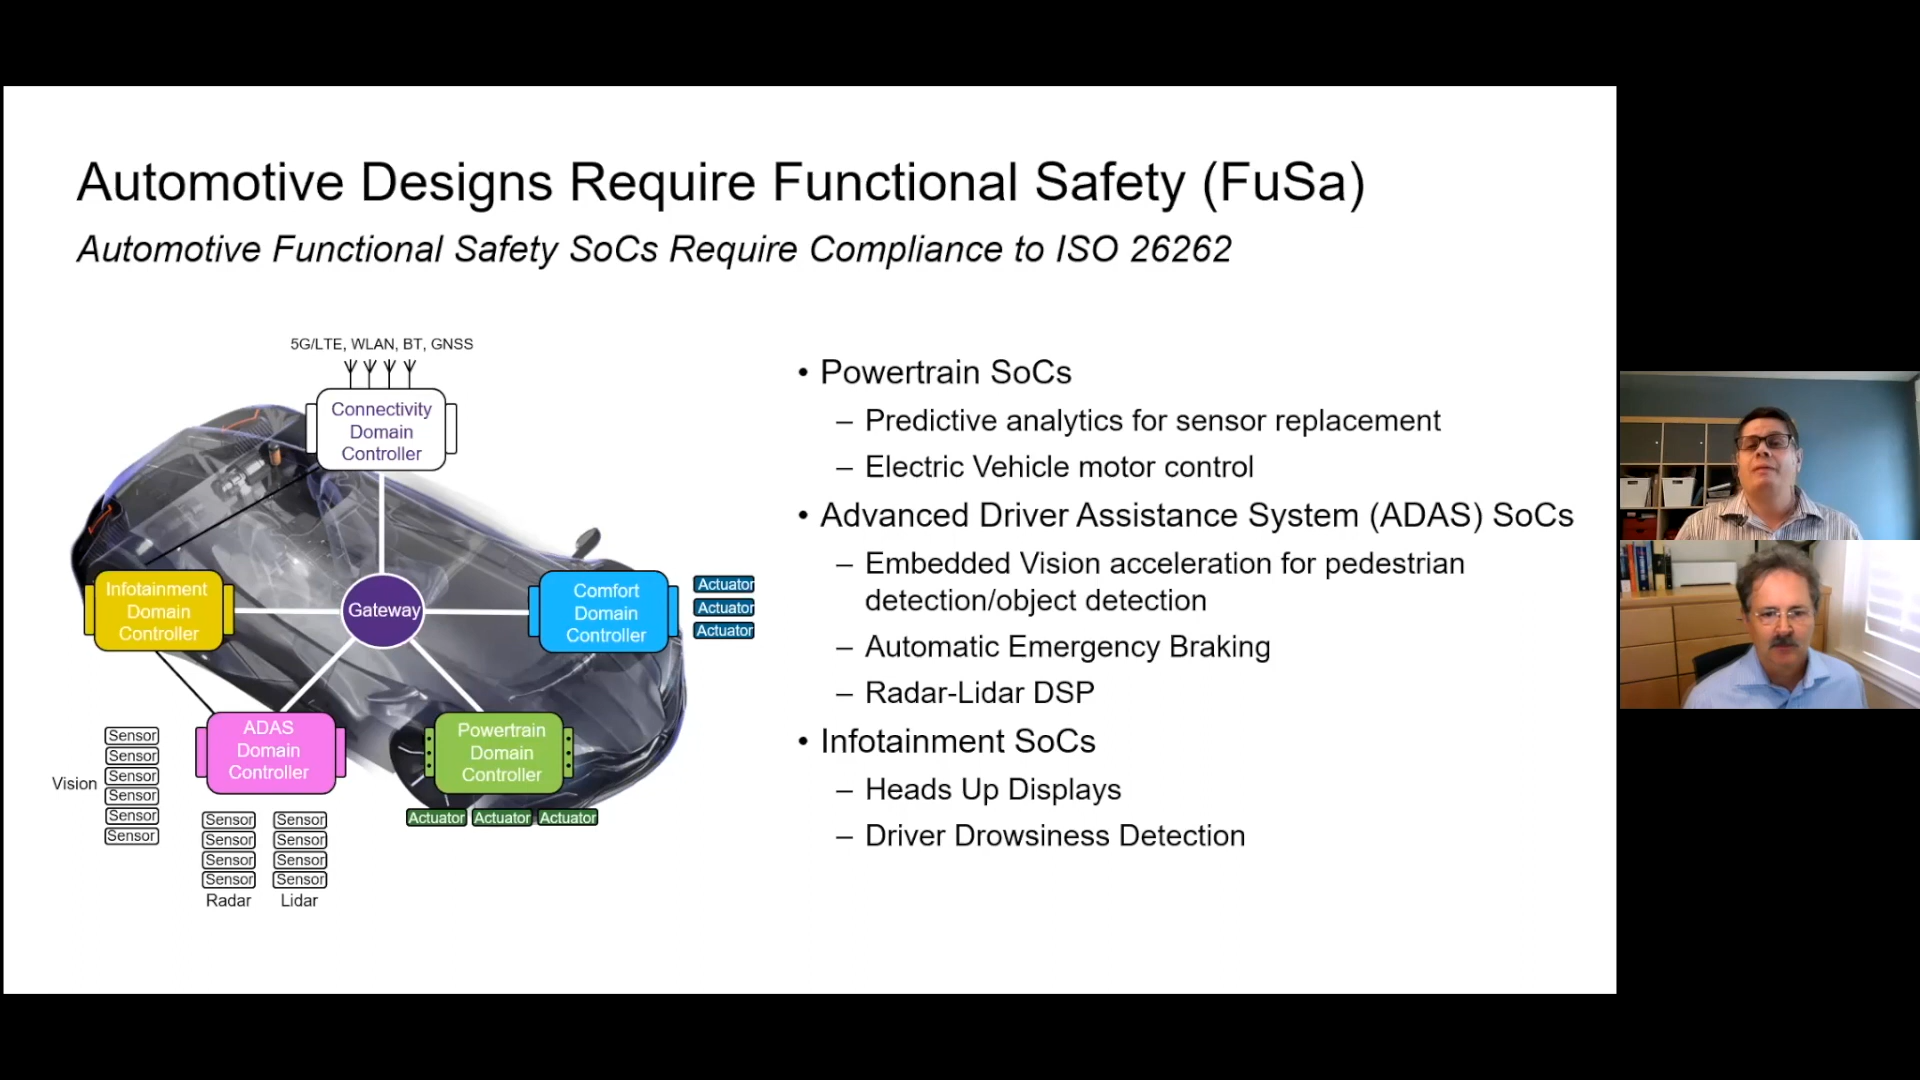 Automotive Designs Require Functional Safety (FuSa)
Automotive Functional Safety SoCs Require Compliance to ISO 26262
5G/LTE, WLAN, BT, GNSS
Connectivity
Domain
Controller
Infotainment
Domain
Controller
Gateway
Comfort
Domain
Controller
Actuator
Actuator
Actuator
ADAS
Domain
Controller
Powertrain
Domain
Controller
Actuator Actuator Actuator
Vision
Sensor
Sensor
Sensor
Sensor
Sensor
Sensor
Sensor Sensor
Sensor Sensor
Sensor Sensor
Sensor Sensor
Radar Lidar
• Powertrain SoCs
– Predictive analytics for sensor replacement
– Electric Vehicle motor control
• Advanced Driver Assistance System (ADAS) SoCs
– Embedded Vision acceleration for pedestrian
detection/object detection
– Automatic Emergency Braking
– Radar-Lidar DSP
• Infotainment SoCs
– Heads Up Displays
– Driver Drowsiness Detection